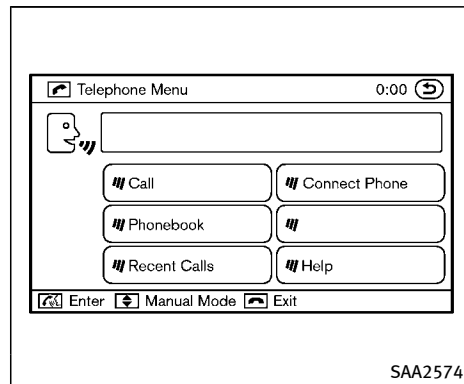 Telephone Menu 0:00
Call
Connect Phone
Phonebook
Recent Calls
Help
Enter Manual Mode Exit
SAA2574